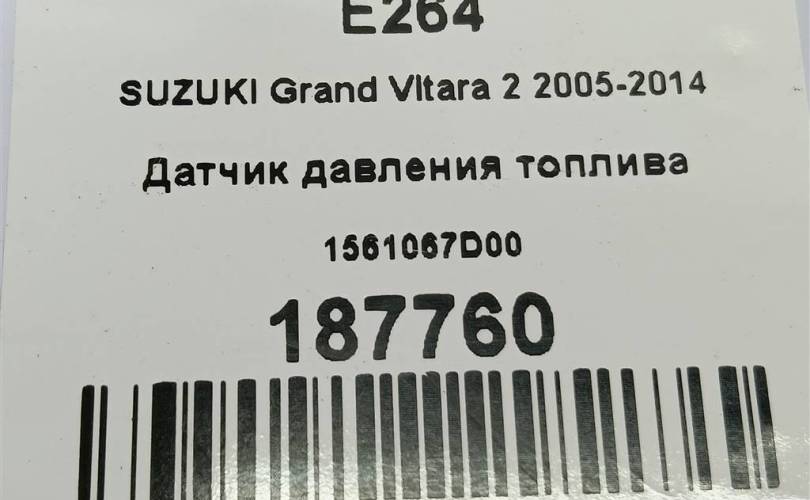 E264
SUZUKI Grand VItara 2 2005-2014
Датчик давления топлива
1561067D00
187760